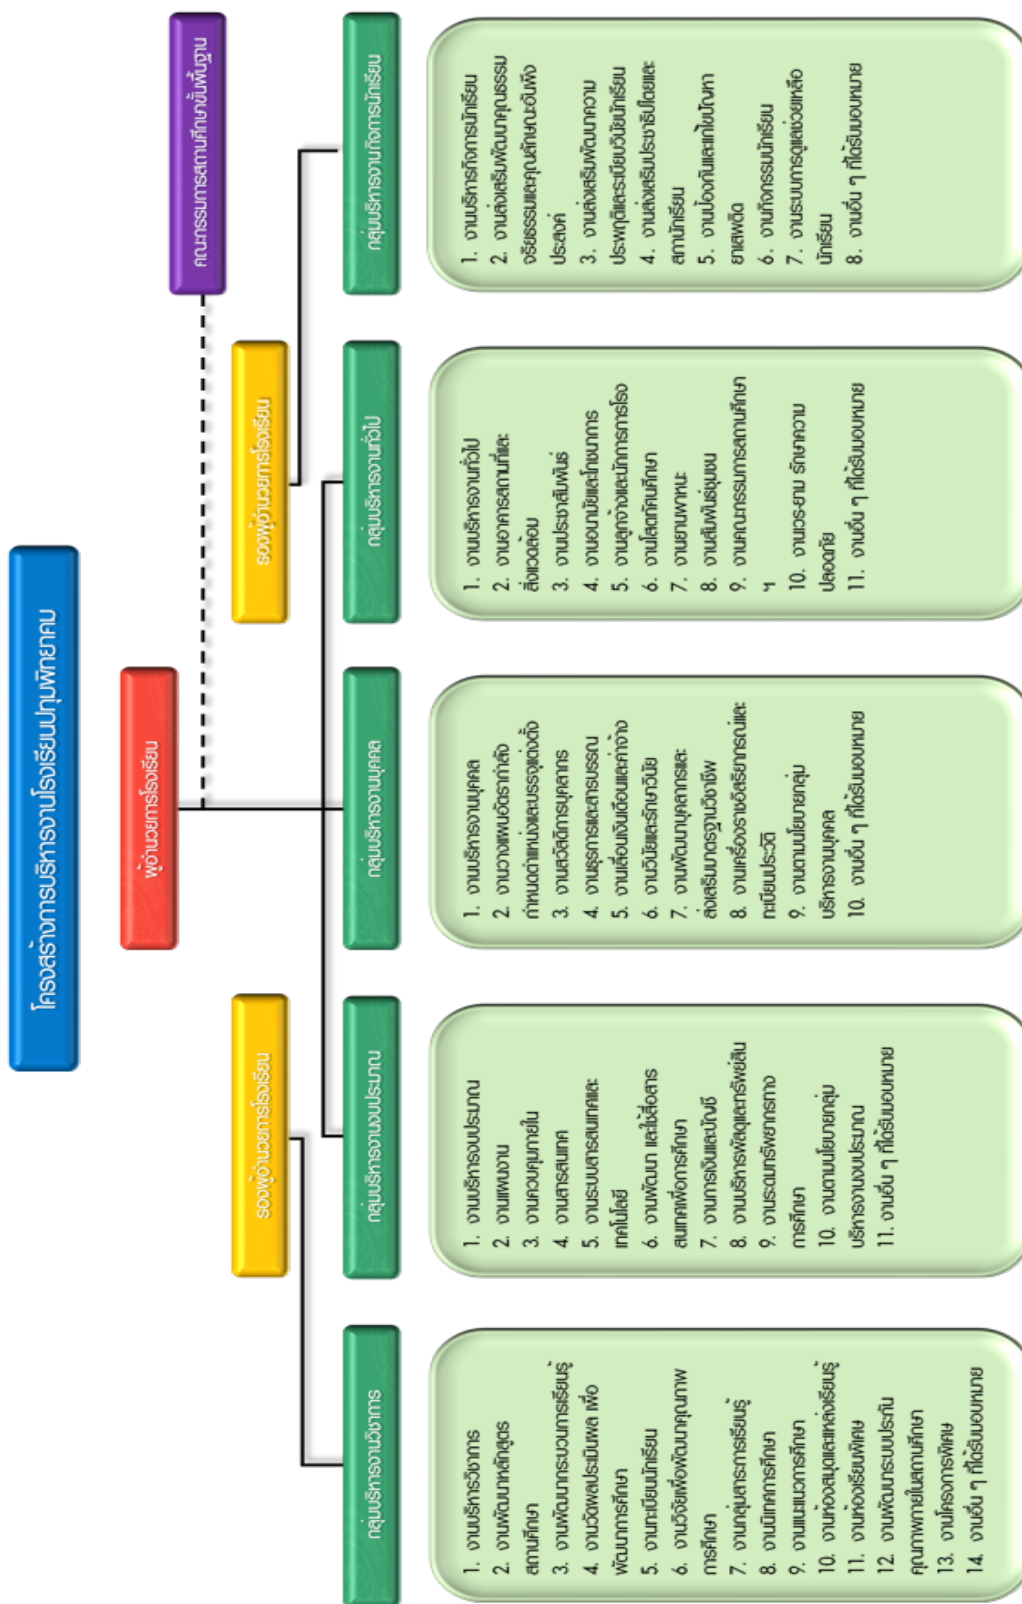 โครงสร้างการบริหารงานโรงเรียนปทุมพิทยาคม
ผู้อำนวยการโรงเรียน
คณะกรรมการสถานศึกษาขั้นพื้นฐาน
รองผู้อำนวยการโรงเรียน
รองผู้อำนวยการโรงเรียน
กลุ่มบริหารงานวิชาการ
กลุ่มบริหารงานงบประมาณ
กลุ่มบริหารงานบุคคล
กลุ่มบริหารงานทั่วไป
กลุ่มบริหารงานกิจการนักเรียน
1. งานบริหารวิชาการ
2. งานพัฒนาหลักสูตร
สถานศึกษา
3. งานพัฒนากระบวนการเรียนรู้
4. งานวัดผลประเมินผล เพื่อ
พัฒนาการศึกษา
5. งานทะเบียนนักเรียน
6. งานวิจัยเพื่อพัฒนาคุณภาพ
การศึกษา
7. งานกลุ่มสาระการเรียนรู้
8. งานนิเทศการศึกษา
9. งานแนะแนวการศึกษา
10. งานห้องสมุดและแหล่งเรียนรู้
11. งานห้องเรียนพิเศษ
12. งานพัฒนาระบบประกัน
คุณภาพภายในสถานศึกษา
13. งานโครงการพิเศษ
14. งานอื่น ๆ ที่ได้รับมอบหมาย
1. งานบริหารงบประมาณ
2. งานแผนงาน
3. งานควบคุมภายใน
4. งานสารสนเทศ
5. งานระบบสารสนเทศและ
เทคโนโลยี
6. งานพัฒนา และใช้สื่อสาร
สนเทศเพื่อการศึกษา
7. งานการเงินและบัญชี
8. งานบริหารพัสดุและทรัพย์สิน
9. งานระดมทรัพยากรทาง
การศึกษา
10. งานตามนโยบายกลุ่ม
บริหารงานงบประมาณ
11. งานอื่น ๆ ที่ได้รับมอบหมาย
1. งานบริหารงานบุคคล
2. งานวางแผนอัตรากำลัง
กำหนดตำแหน่งและบรรจุแต่งตั้ง
3. งานสวัสดิการบุคลากร
4. งานธุรการและสารบรรณ
5. งานเลื่อนเงินเดือนและค่าจ้าง
6. งานวินัยและรักษาวินัย
7. งานพัฒนาบุคลากรและ
ส่งเสริมมาตรฐานวิชาชีพ
8. งานเครื่องราชอิสริยาภรณ์และ
ทะเบียนประวัติ
9. งานตามนโยบายกลุ่ม
บริหารงานบุคคล
10. งานอื่น ๆ ที่ได้รับมอบหมาย
1. งานบริหารงานทั่วไป
2. งานอาคารสถานที่และ
สิ่งแวดล้อม
3. งานประชาสัมพันธ์
4. งานอนามัยและโภชนาการ
5. งานลูกจ้างและนักการภารโรง
6. งานโสตทัศนศึกษา
7. งานยานพาหนะ
8. งานสัมพันธ์ชุมชน
9. งานคณะกรรมการสถานศึกษา
ฯ
10. งานเวร-ยาม รักษาความ
ปลอดภัย
11. งานอื่น ๆ ที่ได้รับมอบหมาย
1. งานบริหารกิจการนักเรียน
2. งานส่งเสริมพัฒนาคุณธรรม
จริยธรรมและคุณลักษณะอันพึง
ประสงค์
3. งานส่งเสริมพัฒนาความ
ประพฤติและระเบียบวินัยนักเรียน
4. งานส่งเสริมประชาธิปไตยและ
สภานักเรียน
5. งานป้องกันและแก้ไขปัญหา
ยาเสพติด
6. งานกิจกรรมนักเรียน
7. งานระบบการดูแลช่วยเหลือ
นักเรียน
8. งานอื่น ๆ ที่ได้รับมอบหมาย